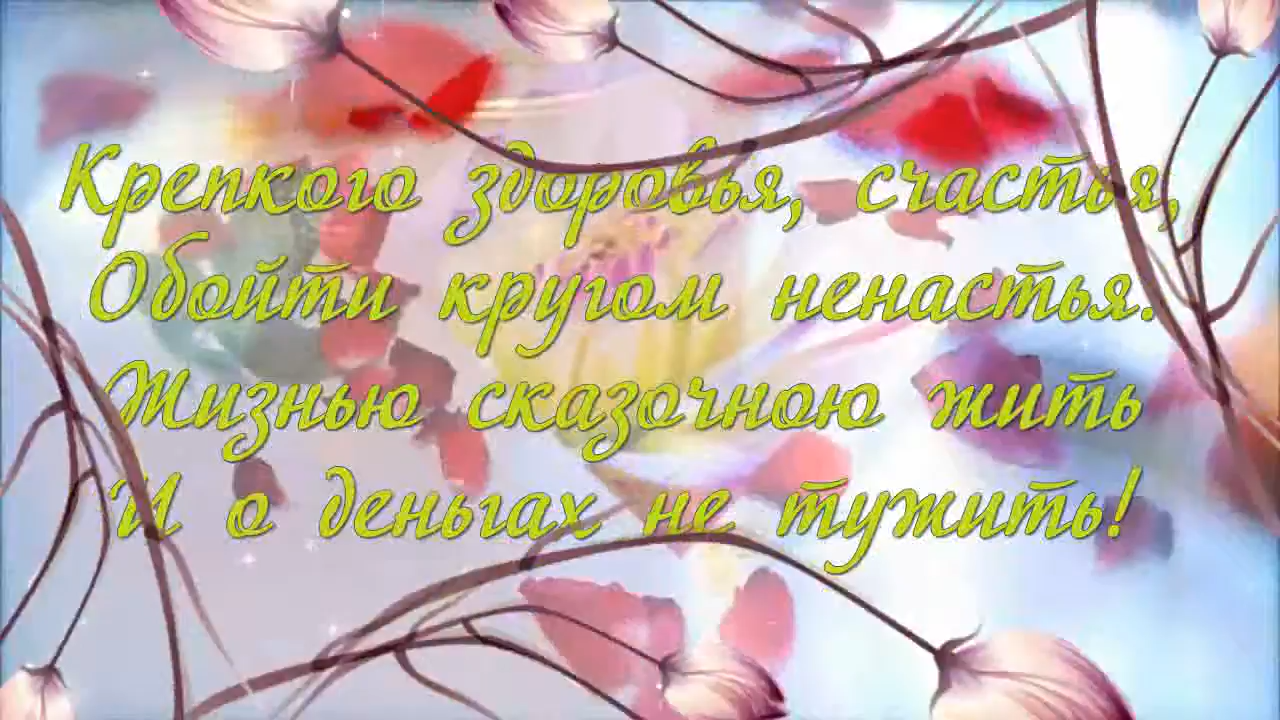 Крепкого здоровья, счастья,
Обойти кругом ненастья.
Жизнью сказочною жить
И о деньгах не тужить!